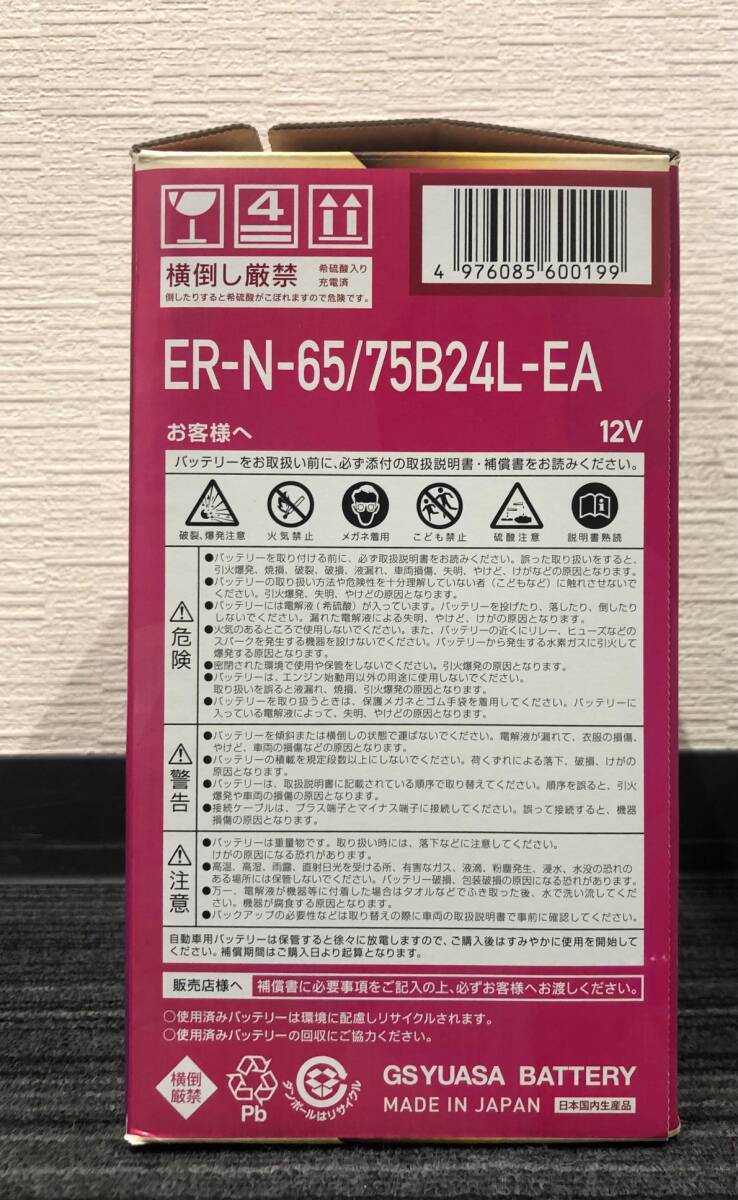 4
4 976085 600199
横倒し厳禁 希硫酸入り
充電済
倒したりすると希硫酸がこぼれますので危険です。
ER-N-65/75B24L-EA
お客様へ 12V
バッテリーをお取扱い前に、必ず添付の取扱説明書・補償書をお読みください。
破裂、爆発注意 火気禁止 メガネ着用 こども禁止 硫酸注意 説明書熟読
危険
●バッテリーを取り付ける前に、必ず取扱説明書をお読みください。誤った取り扱いをすると、
引火爆発、焼損、破裂、破損、液漏れ、車両損傷、失明、やけど、けがなどの原因となります。
●バッテリーの取り扱い方法や危険性を十分理解していない者(こどもなど)に触れさせないで
ください。引火爆発、失明、やけどの原因となります。
●バッテリーには電解液(希硫酸)が入っています。バッテリーを投げたり、落したり、倒したり
しないでください。漏れた電解液による失明、やけど、けがの原因となります。
●火気のあるところで使用しないでください。また、バッテリーの近くにリレー、ヒューズなどの
スパークを発生する機器を設けないでください。バッテリーから発生する水素ガスに引火して
爆発する原因となります。
●密閉された環境で使用や保管をしないでください。引火爆発の原因となります。
●バッテリーは、エンジン始動用以外の用途に使用しないでください。
取り扱いを誤ると液漏れ、焼損、引火爆発の原因となります。
●バッテリーを取り扱うときは、保護メガネとゴム手袋を着用してください。バッテリーに
入っている電解液によって、失明、やけどの原因となります。
警告
●バッテリーを傾斜または横倒しの状態で運ばないでください。電解液が漏れて、衣服の損傷、
やけど、車両の損傷などの原因となります。
●バッテリーの積載を規定段数以上にしないでください。荷くずれによる落下、破損、けがの
原因となります。
●バッテリーは、取扱説明書に記載されている順序で取り替えてください。順序を誤ると、引火
爆発や車両の損傷の原因となります。
●接続ケーブルは、プラス端子とマイナス端子に接続してください。誤って接続すると、機器
損傷の原因となります。
注意
●バッテリーは重量物です。取り扱い時には、落下などに注意してください。
けがの原因になる恐れがあります。
●高温、高湿、雨露、直射日光を受ける所、有害なガス、液滴、粉塵発生、浸水、水没の恐れの
ある場所には保管しないでください。バッテリー破損、包装破損の原因になる恐れがあります。
●万一、電解液が機器等に付着した場合はタオルなどでふき取った後、水で洗い流してくだ
さい。機器が腐食する原因となります。
●バックアップの必要性などは取り替えの際に車両の取扱説明書で事前に確認してください。
自動車用バッテリーは保管すると徐々に放電しますので、ご購入後はすみやかに使用を開始して
ください。補償期間はご購入日より起算となります。
販売店様へ 補償書に必要事項をご記入の上、必ずお客様へお渡しください。
○使用済みバッテリーは環境に配慮しリサイクルされます。
○使用済みバッテリーの回収にご協力ください。
横倒
厳禁
Pb
ダンボールはリサイクル
GSYUASA BATTERY
MADE IN JAPAN 日本国内生産品